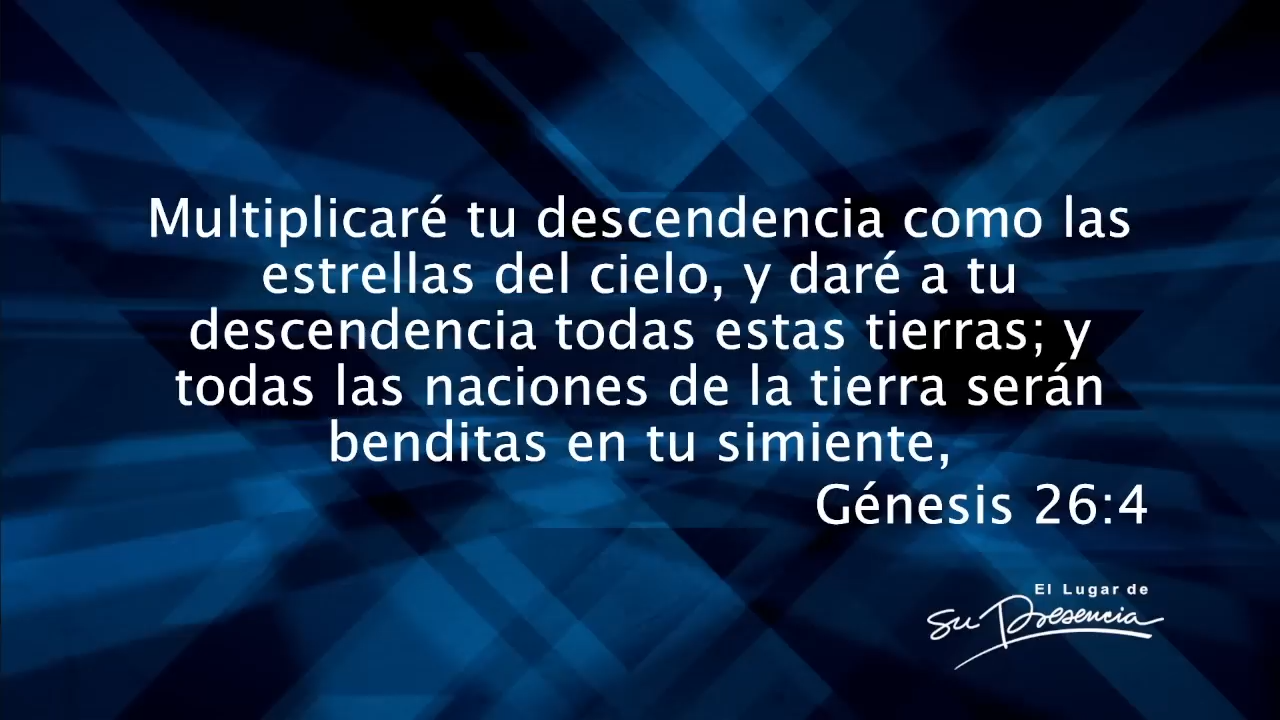 Multiplicaré tu descendencia como las
estrellas del cielo, y daré a tu
descendencia todas estas tierras; y
todas las naciones de la tierra serán
benditas en tu simiente,
Génesis 26:4
El Lugar de
Su Presencia